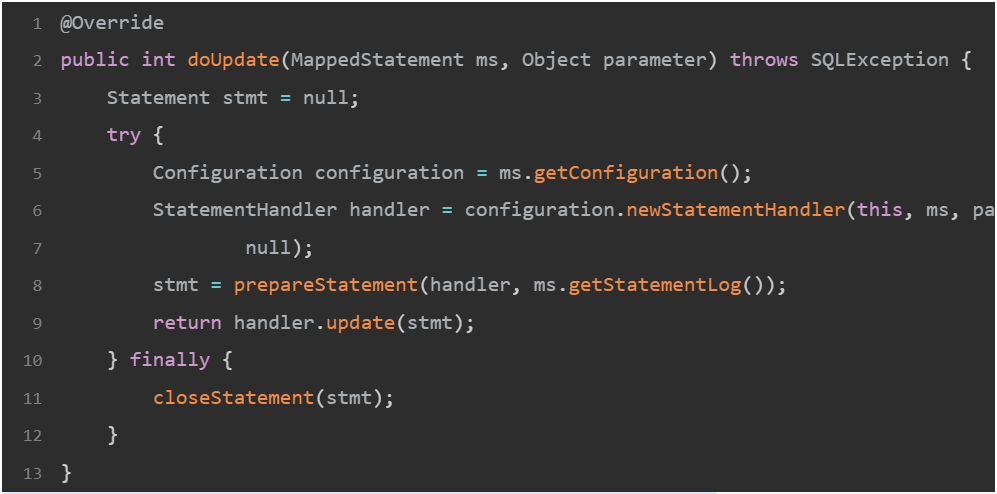 1 @Override
2 public int doUpdate(MappedStatement ms, Object parameter) throws SQLException {
3 Statement stmt = null;
4 try {
5 Configuration configuration = ms.getConfiguration();
6 StatementHandler handler = configuration.newStatementHandler(this, ms, pa
7 null);
8 stmt = prepareStatement(handler, ms.getStatementLog());
9 return handler.update(stmt);
10 } finally {
11 closeStatement(stmt);
12 }
13 }